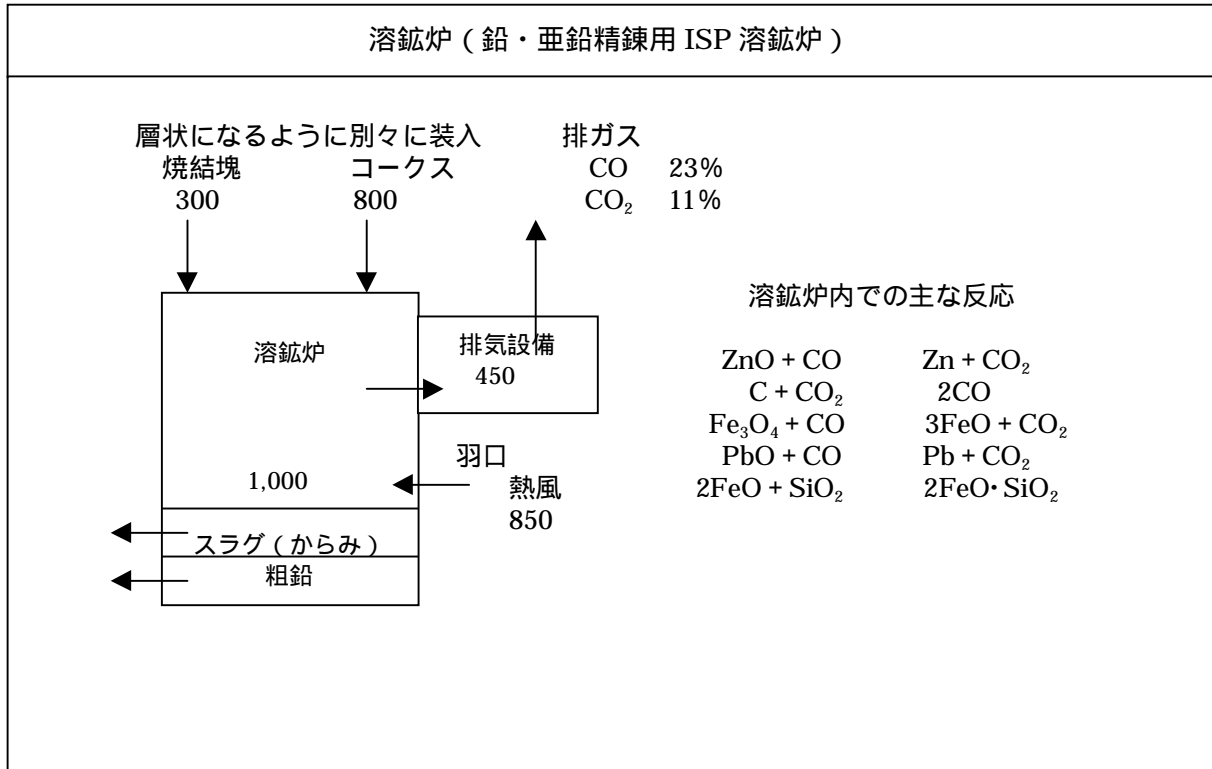 溶鉱炉（鉛・亜鉛精錬用 ISP 溶鉱炉）
層状になるように別々に装入
焼結塊 コークス
300 800
排ガス
CO 23%
CO₂ 11%
溶鉱炉
排気設備
450
1,000
羽口
熱風
850
スラグ（からみ）
粗鉛
溶鉱炉内での主な反応
ZnO + CO Zn + CO₂
C + CO₂ 2CO
Fe₃O₄ + CO 3FeO + CO₂
PbO + CO Pb + CO₂
2FeO + SiO₂ 2FeO･SiO₂